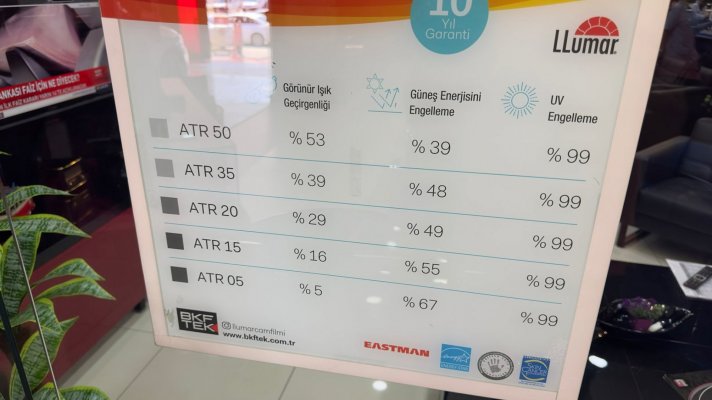 10
Yıl
Garanti
LLumar
Görünür Işık
Geçirgenliği
Güneş Enerjisini
Engelleme
UV
Engelleme
ATR 50 % 53 % 39 % 99
ATR 35 % 39 % 48 % 99
ATR 20 % 29 % 49 % 99
ATR 15 % 16 % 55 % 99
ATR 05 % 5 % 67 % 99
BKF
TEK
llumarcamfilmi
www.bkftek.com.tr
EASTMAN
ANKASI FAİZ İÇİN NE DİYECEK?